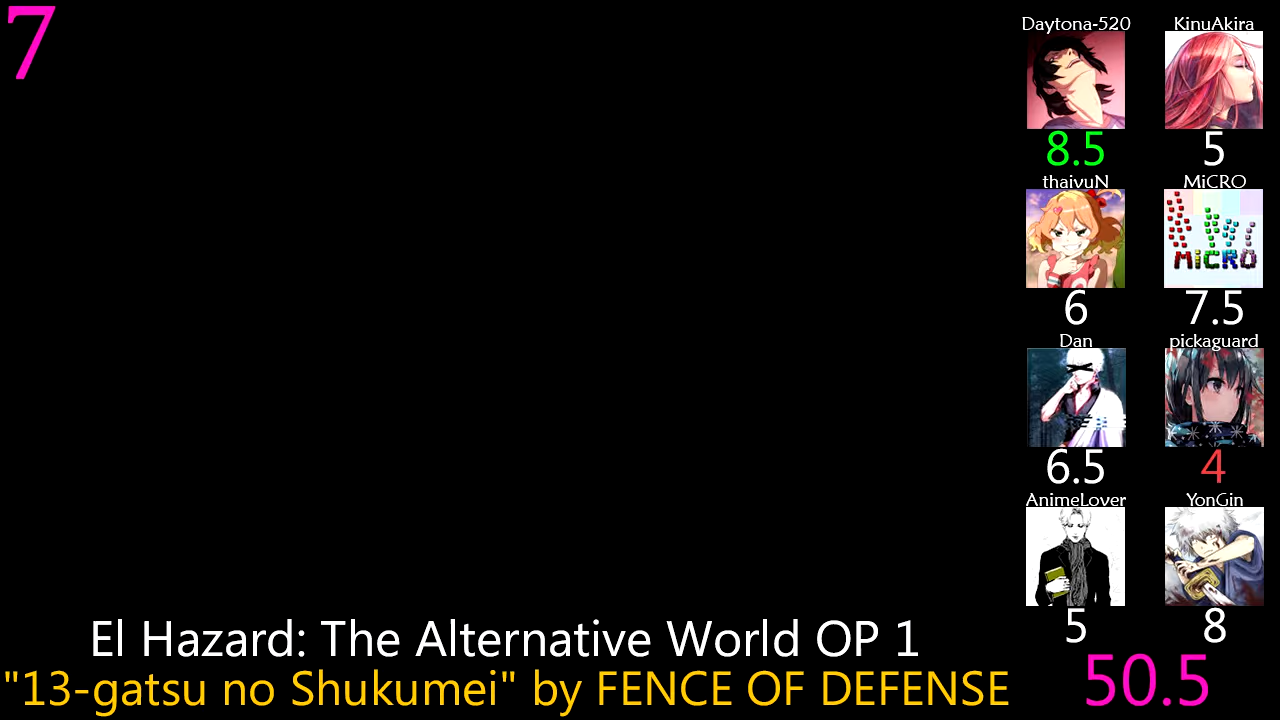 7
Daytona-520 KinuAkira
8.5 5
thaivuN MiCRO
MiCRO
6 7.5
Dan pickaguard
6.5 4
AnimeLover YonGin
5 8
El Hazard: The Alternative World OP 1
"13-gatsu no Shukumei" by FENCE OF DEFENSE
50.5